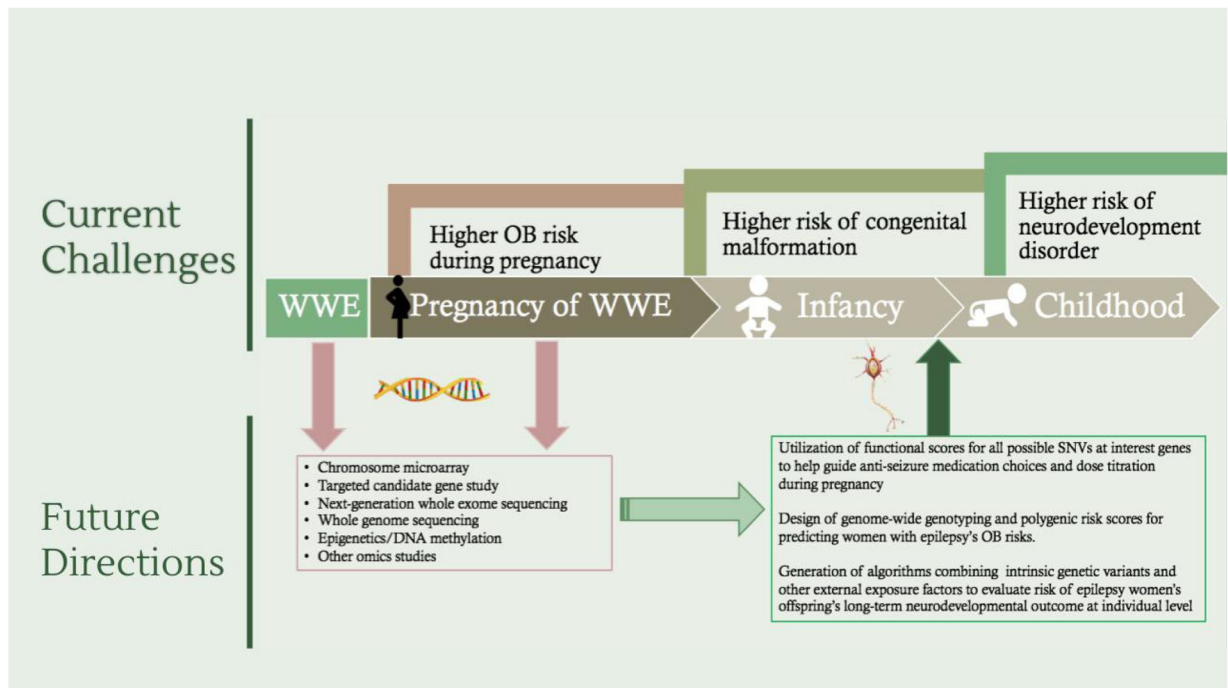 Current
Challenges
Higher OB risk
during pregnancy
Higher risk of congenital
malformation
Higher risk of
neurodevelopment
disorder
WWE
Pregnancy of WWE
Infancy
Childhood
Future
Directions
• Chromosome microarray
• Targeted candidate gene study
• Next-generation whole exome sequencing
• Whole genome sequencing
• Epigenetics/DNA methylation
• Other omics studies
Utilization of functional scores for all possible SNVs at interest genes
to help guide anti-seizure medication choices and dose titration
during pregnancy
Design of genome-wide genotyping and polygenic risk scores for
predicting women with epilepsy's OB risks.
Generation of algorithms combining intrinsic genetic variants and
other external exposure factors to evaluate risk of epilepsy women's
offspring's long-term neurodevelopmental outcome at individual level